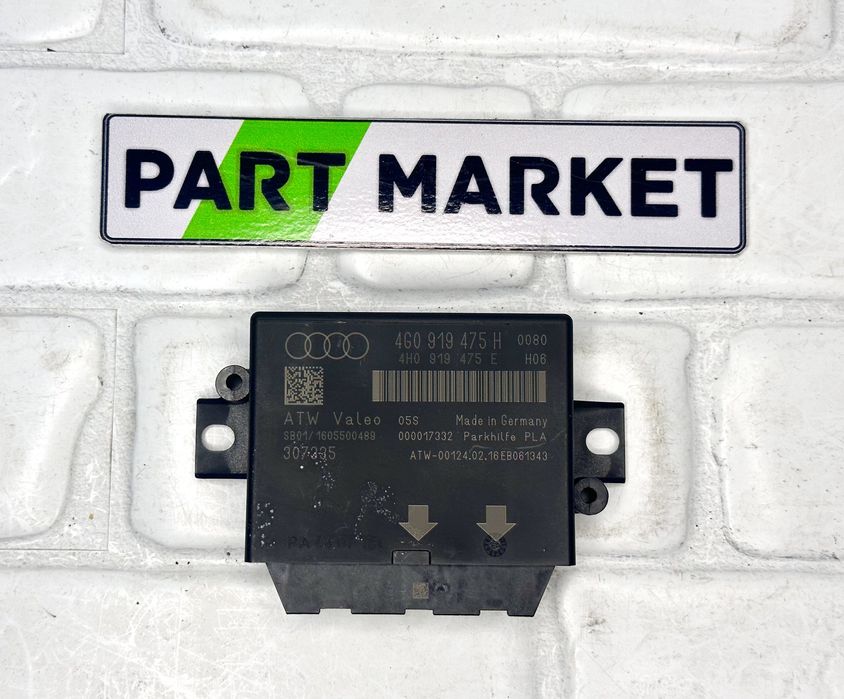 PART MARKET
4G0 919 475 H 0080
4H0 919 475 E H06
ATW Valeo 05S Made in Germany
SB01/1605500489 000017332 Parkhilfe PLA
307335 ATW-00124.02.16EB061343